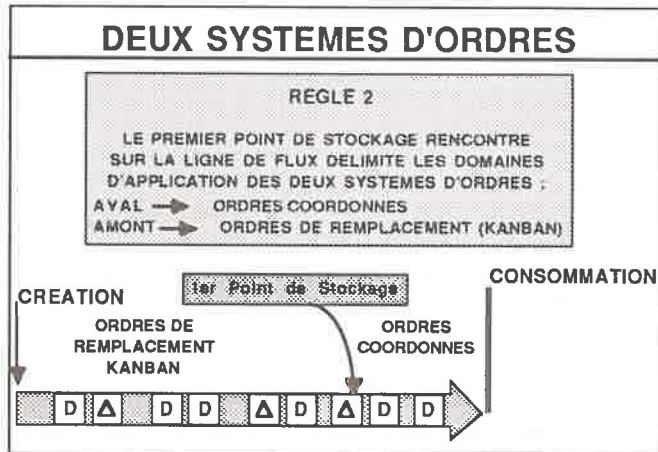 DEUX SYSTEMES D'ORDRES
REGLE 2
LE PREMIER POINT DE STOCKAGE RENCONTRE
SUR LA LIGNE DE FLUX DELIMITE LES DOMAINES
D'APPLICATION DES DEUX SYSTEMES D'ORDRES :
AVAL ORDRES COORDONNES
AMONT ORDRES DE REMPLACEMENT (KANBAN)
CONSOMMATION
CREATION
1er Point de Stockage
ORDRES DE
REMPLACEMENT
KANBAN
ORDRES
COORDONNES
D Δ D D Δ D Δ D D